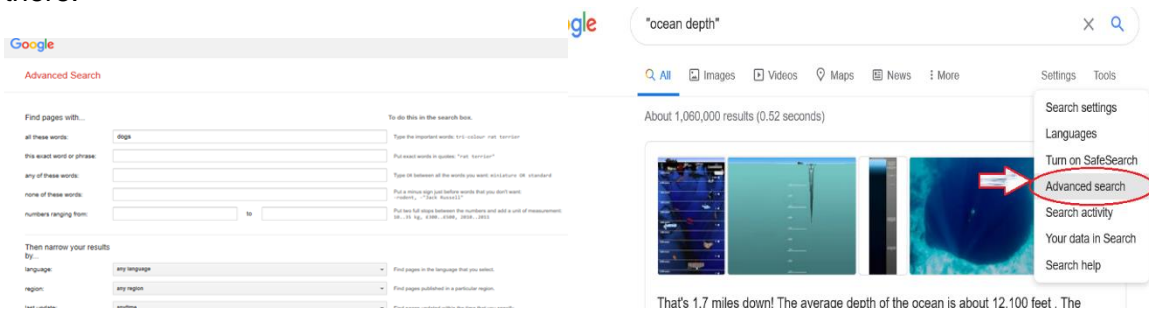 Google
Advanced Search
Find pages with...
To do this in the search box.
all these words:
dogs
Type the important words: tri-colour rat terrier
this exact word or phrase:
Put exact words in quotes: "rat terrier"
any of these words:
Type OR between all the words you want: miniature OR standard
none of these words:
Put a minus sign just before words that you don't want:
-rodent, -"Jack Russell"
numbers ranging from:
to
Put two full stops between the numbers and add a unit of measurement:
10..35 kg, £300..£500, 2010..2011
Then narrow your results
by...
language:
any language
Find pages in the language that you select.
region:
any region
Find pages published in a particular region.
last update:
anytime
gle
"ocean depth"
All Images Videos Maps News More Settings Tools
About 1,060,000 results (0.52 seconds)
Search settings
Languages
Turn on SafeSearch
Advanced search
Search activity
Your data in Search
Search help
That's 1.7 miles down! The average depth of the ocean is about 12,100 feet . The